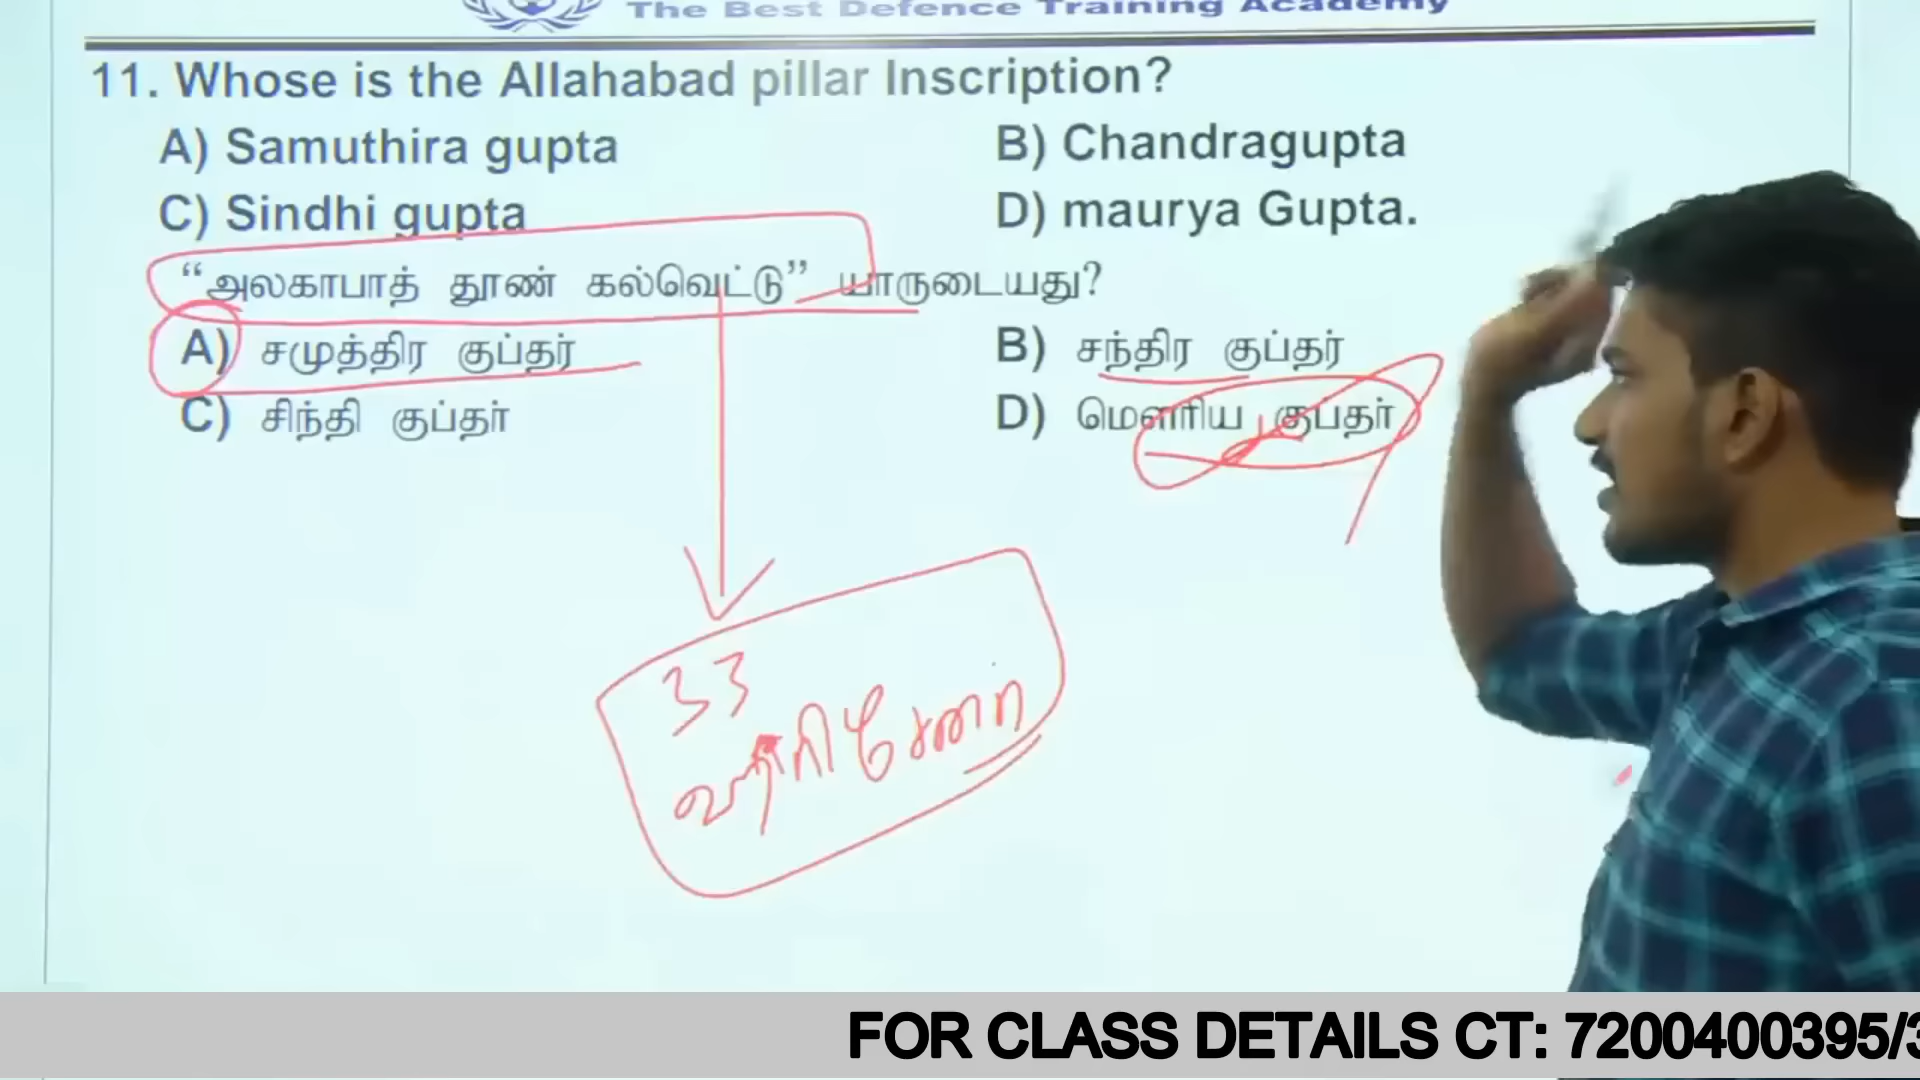 The Best Defence Training Academy
11. Whose is the Allahabad pillar Inscription?
A) Samuthira gupta
B) Chandragupta
C) Sindhi gupta
D) maurya Gupta.
“அலகாபாத் தூண் கல்வெட்டு” யாருடையது?
A) சமுத்திர குப்தர்
B) சந்திர குப்தர்
C) சிந்தி குப்தர்
D) மௌரிய குப்தர்
33
FOR CLASS DETAILS CT: 7200400395/3